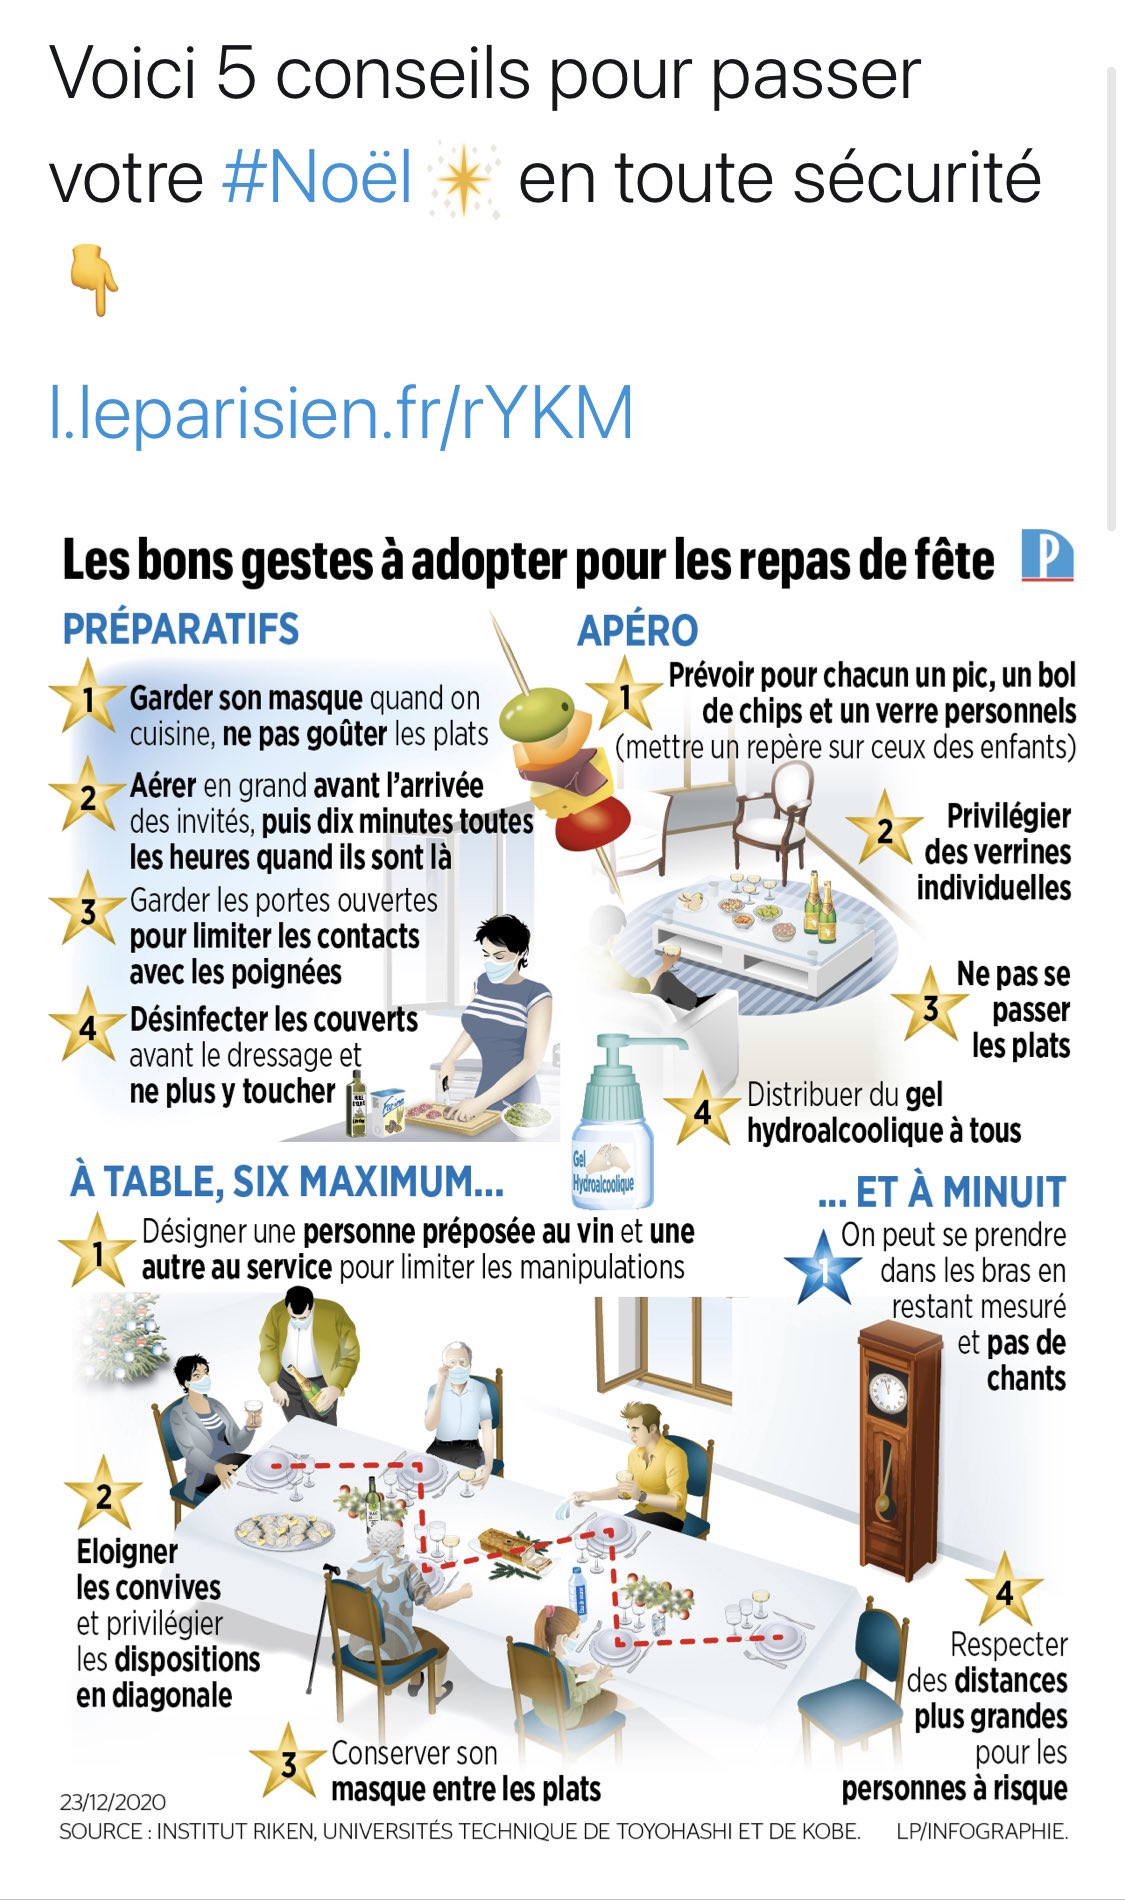 Voici 5 conseils pour passer
votre #Noël ✨ en toute sécurité
👇
l.leparisien.fr/rYKM
Les bons gestes à adopter pour les repas de fête
P
PRÉPARATIFS
1
Garder son masque quand on
cuisine, ne pas goûter les plats
2
Aérer en grand avant l'arrivée
des invités, puis dix minutes toutes
les heures quand ils sont là
3
Garder les portes ouvertes
pour limiter les contacts
avec les poignées
4
Désinfecter les couverts
avant le dressage et
ne plus y toucher
APÉRO
1
Prévoir pour chacun un pic, un bol
de chips et un verre personnels
(mettre un repère sur ceux des enfants)
2
Privilégier
des verrines
individuelles
3
Ne pas se
passer
les plats
4
Distribuer du gel
hydroalcoolique à tous
Gel
Hydroalcoolique
À TABLE, SIX MAXIMUM...
1
Désigner une personne préposée au vin et une
autre au service pour limiter les manipulations
2
Eloigner
les convives
et privilégier
les dispositions
en diagonale
3
Conserver son
masque entre les plats
4
Respecter
des distances
plus grandes
pour les
personnes à risque
... ET À MINUIT
1
On peut se prendre
dans les bras en
restant mesuré
et pas de
chants
23/12/2020
SOURCE : INSTITUT RIKEN, UNIVERSITÉS TECHNIQUE DE TOYOHASHI ET DE KOBE.
LP/INFOGRAPHIE.